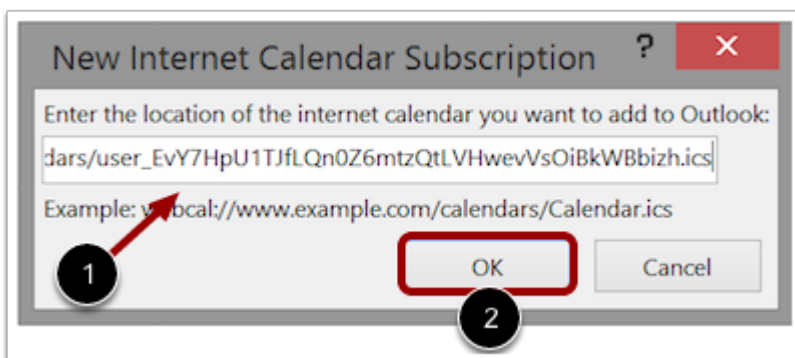 New Internet Calendar Subscription ? ×
Enter the location of the internet calendar you want to add to Outlook:
dars/user_EvY7HpU1TJfLQn0Z6mtzQtLVHwevVsOiBkWBbizh.ics
Example: webcal://www.example.com/calendars/Calendar.ics
1
OK Cancel
2